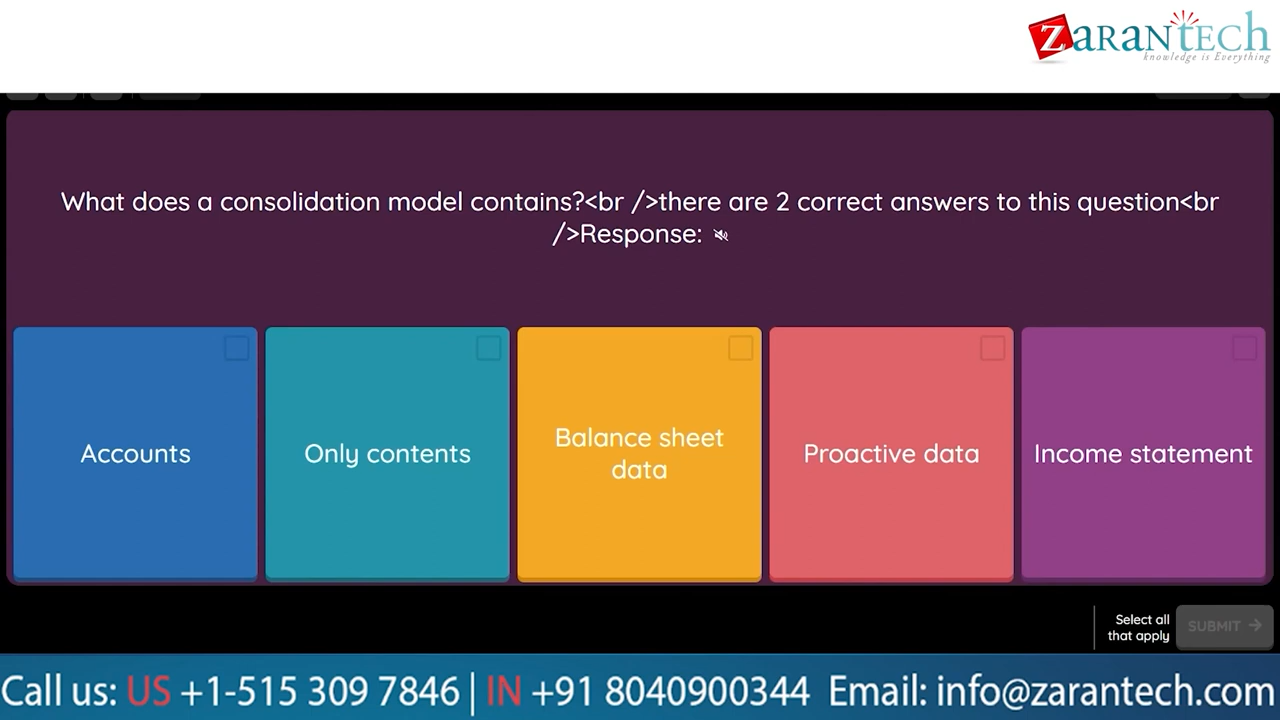 ZARANTECH
knowledge is Everything
What does a consolidation model contains?<br />there are 2 correct answers to this question<br
/>Response:
Accounts
Only contents
Balance sheet
data
Proactive data
Income statement
Select all
that apply
SUBMIT
Call us: US +1-515 309 7846 | IN +91 8040900344 Email: info@zarantech.com